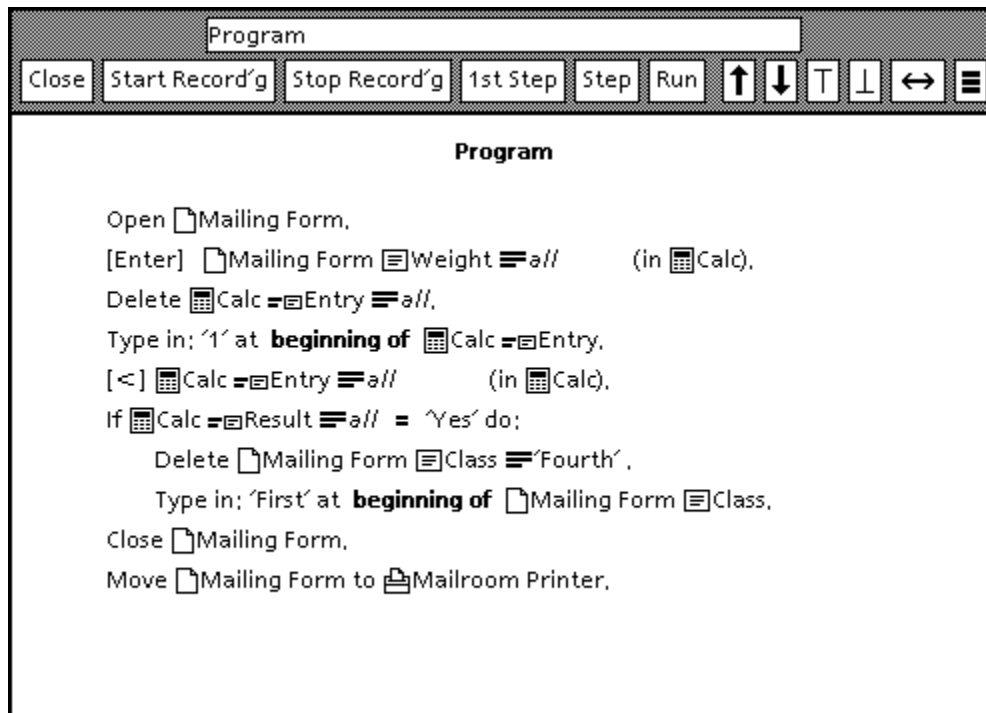 Program
Close Start Record´g Stop Record´g 1st Step Step Run
Program
Open Mailing Form,
[Enter] Mailing Form Weight all (in Calc),
Delete Calc Entry all,
Type in: ´1´ at beginning of Calc Entry,
[<] Calc Entry all (in Calc),
If Calc Result all = ´Yes´ do:
Delete Mailing Form Class ´Fourth´ ,
Type in: ´First´ at beginning of Mailing Form Class,
Close Mailing Form,
Move Mailing Form to Mailroom Printer,